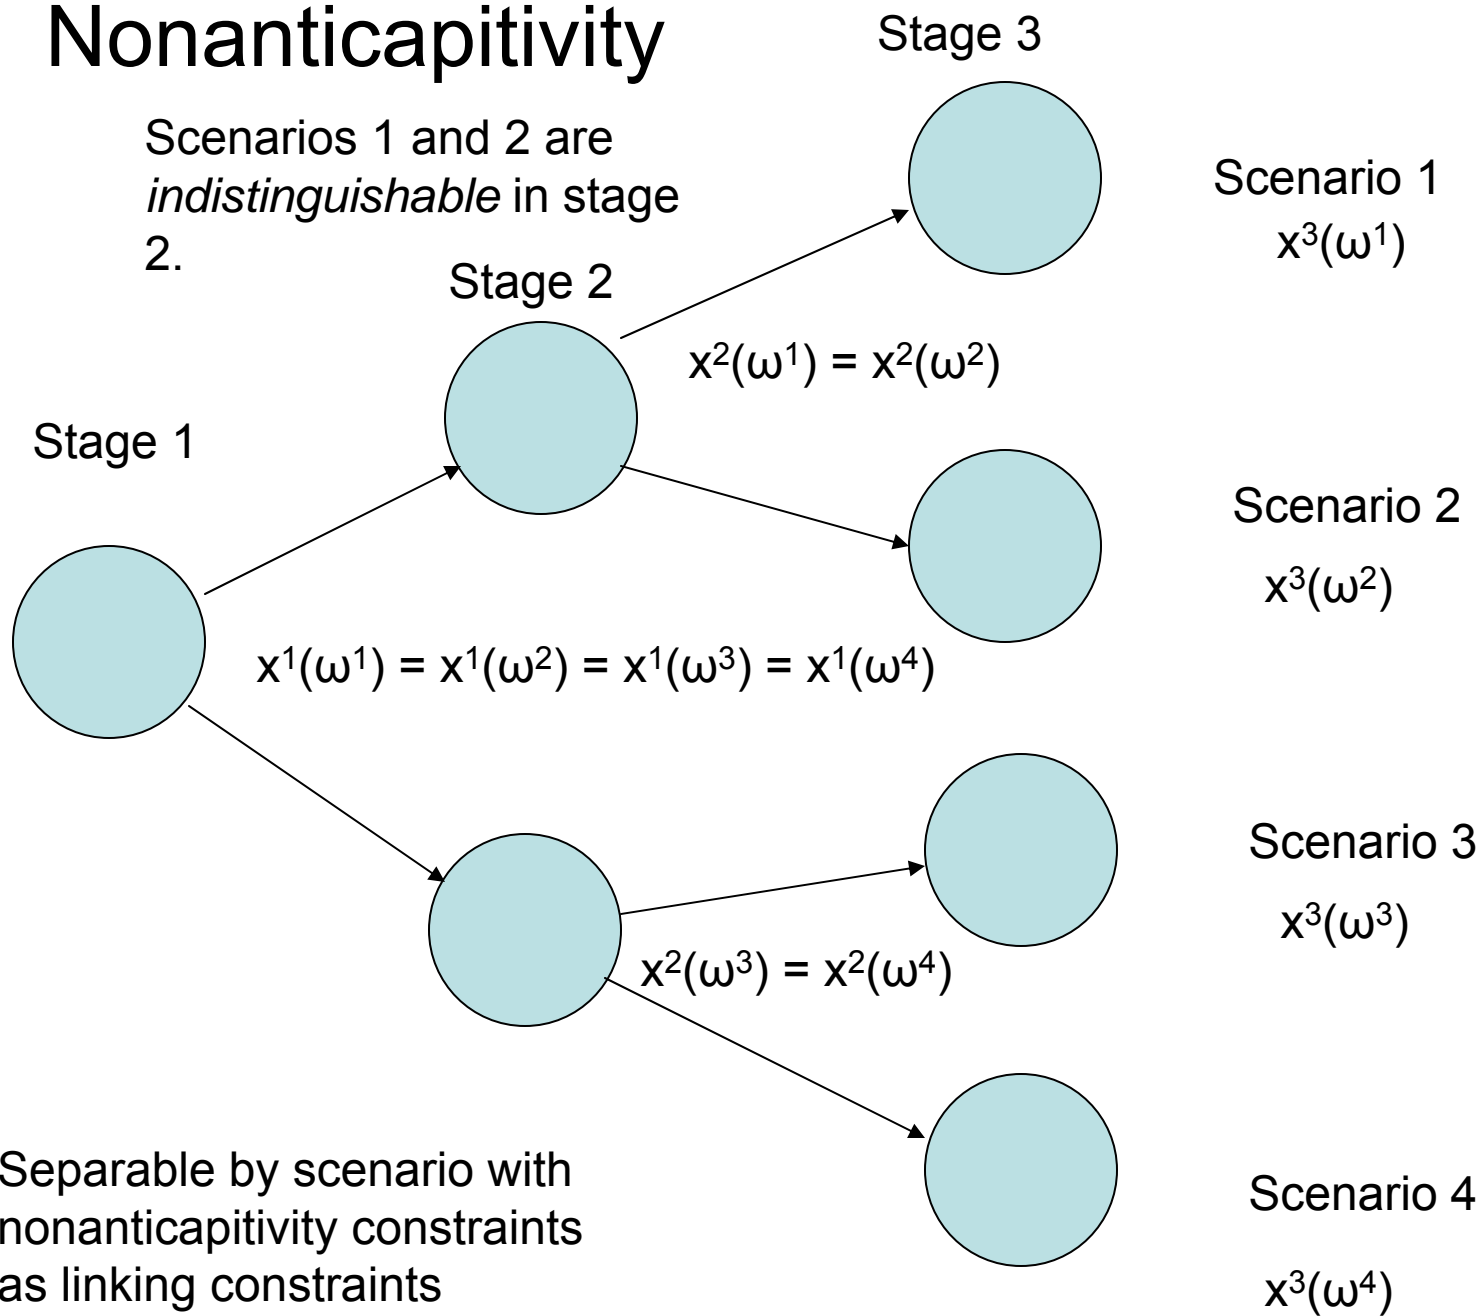 Nonanticapitivity
Stage 3
Scenarios 1 and 2 are
indistinguishable in stage
2.
Scenario 1
x³(ω¹)
Stage 2
x²(ω¹) = x²(ω²)
Stage 1
Scenario 2
x³(ω²)
x¹(ω¹) = x¹(ω²) = x¹(ω³) = x¹(ω⁴)
Scenario 3
x³(ω³)
x²(ω³) = x²(ω⁴)
Separable by scenario with
nonanticapitivity constraints
as linking constraints
Scenario 4
x³(ω⁴)